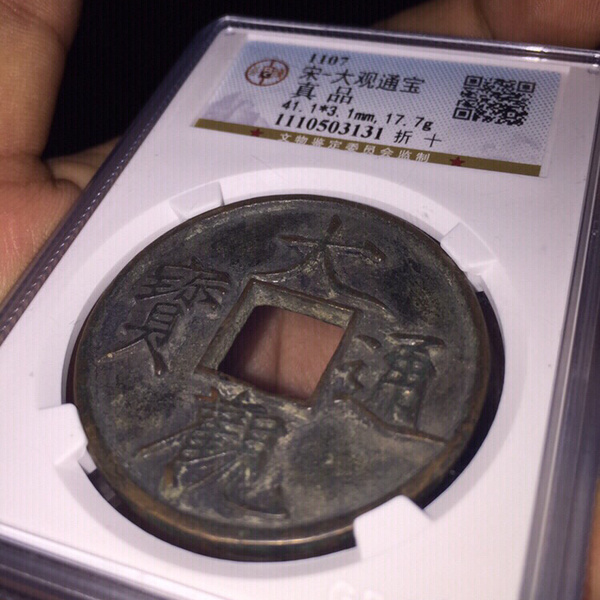 1107
宋-大观通宝
真品
41.1*3.1mm, 17.7g
1110503131 折十
文物鉴定委员会监制
大
寶
通
觀